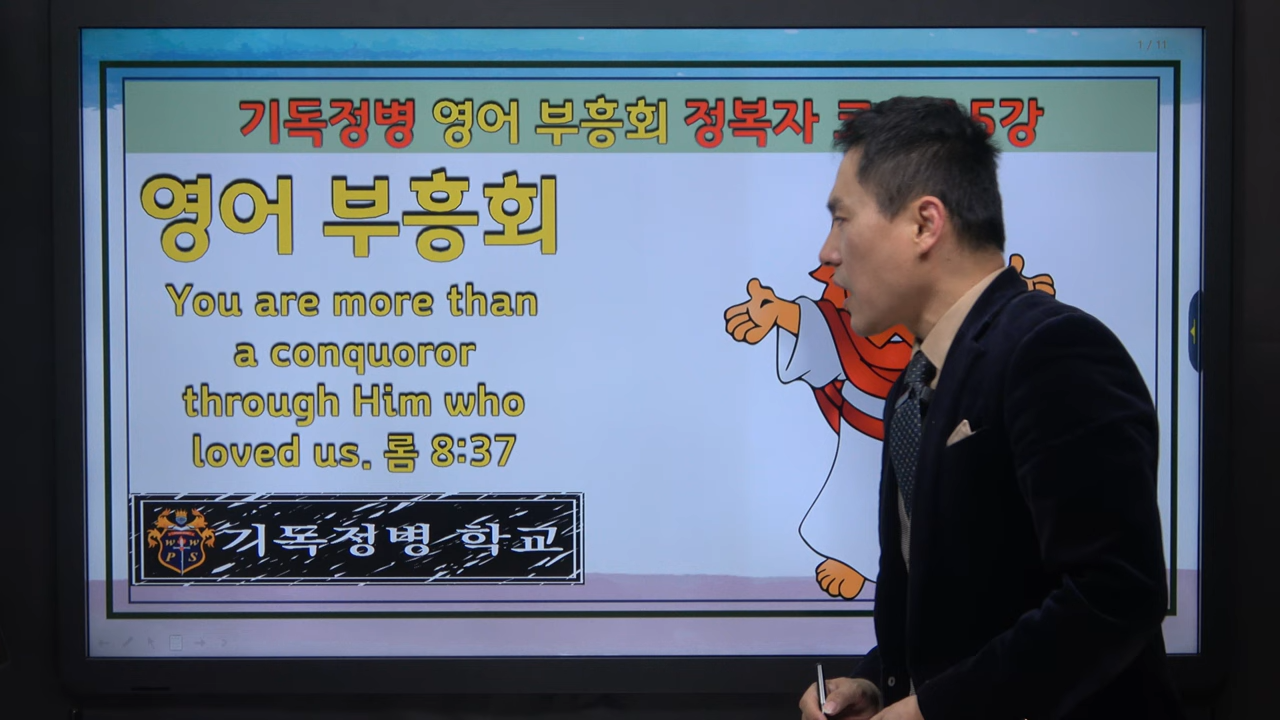 1 / 11
기독정병 영어 부흥회 정복자 5강
영어 부흥회
You are more than
a conquoror
through Him who
loved us. 롬 8:37
W W
P S
기독정병 학교